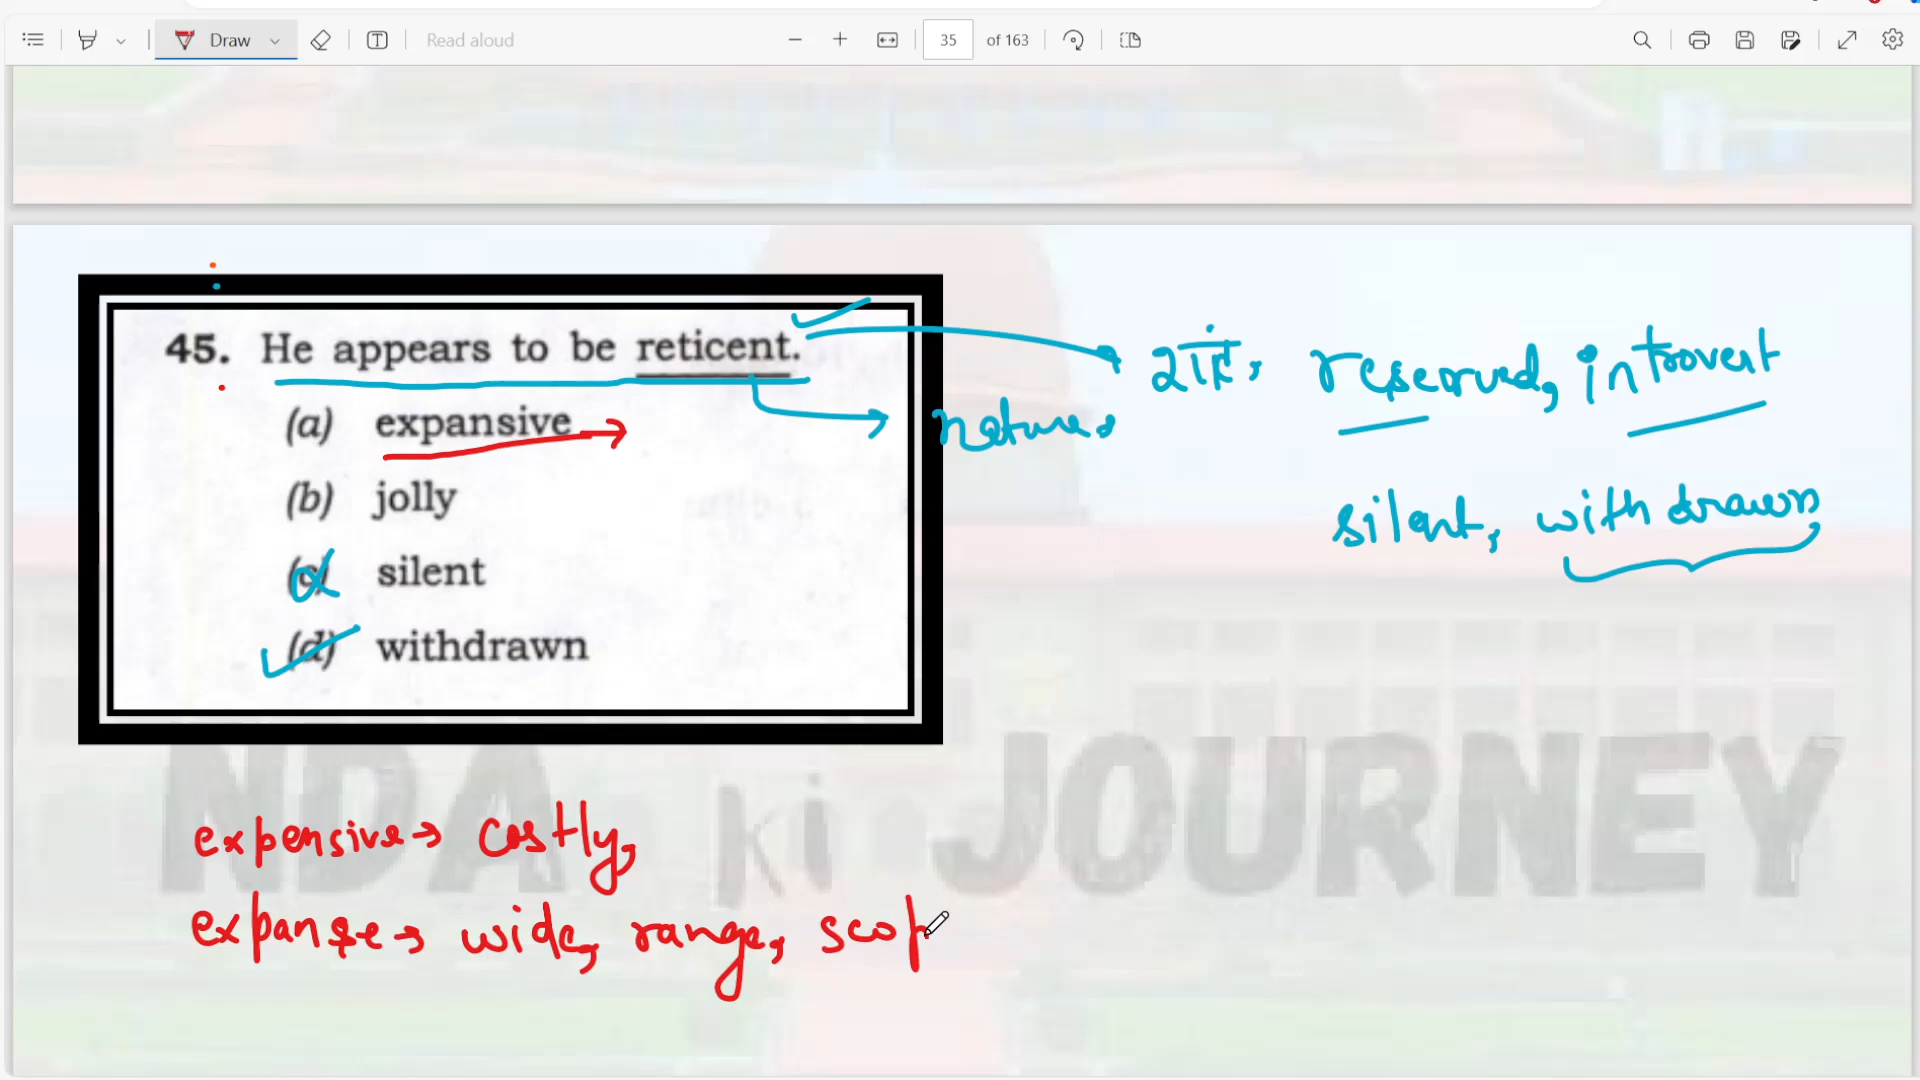 Draw
Read aloud
35 of 163
45. He appears to be reticent.
(a) expansive
(b) jolly
(c) silent
(d) withdrawn
reserved, introvert
nature,
silent, withdrawn
NDA ki JOURNEY
expensive → costly,
expanse → wide, range, scop